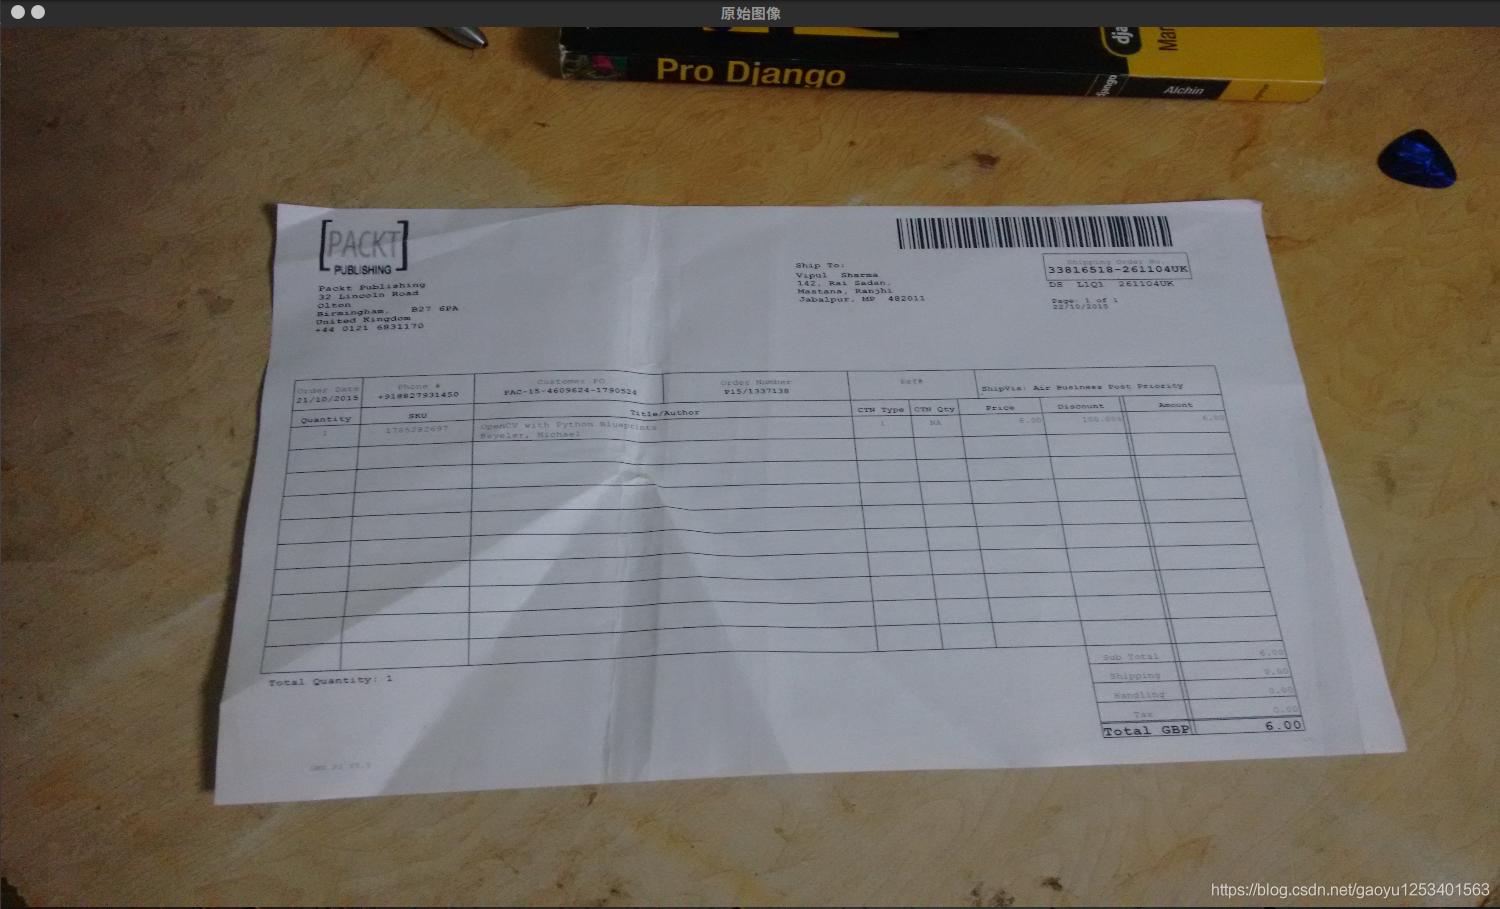 原始图像
Pro Django
django
Alchin
[PACKT]
PUBLISHING
Packt Publishing
32 Lincoln Road
Olton
Birmingham, B27 6PA
United Kingdom
+44 0121 6831170
Ship To:
Vipul Sharma
142, Rai Sadan,
Mastana, Ranjhi
Jabalpur, MP 482011
Shipping Order No.
33816518-261104UK
DS L1Q1 261104UK
Page: 1 of 1
22/10/2015
Order Date Phone # Customer PO Order Number Ref# ShipVia: Air Business Post Priority
21/10/2015 +918827931450 PAC-15-4609624-1790524 P15/1337138
Quantity SKU Title/Author CTN Type CTN Qty Price Discount Amount
1 1785282697 OpenCV with Python Blueprints 1 NA 6.00 100.00% 6.00
Beyeler, Michael
Total Quantity: 1
Sub Total 6.00
Shipping 0.00
Handling 0.00
Tax 0.00
Total GBP 6.00
https://blog.csdn.net/gaoyu1253401563